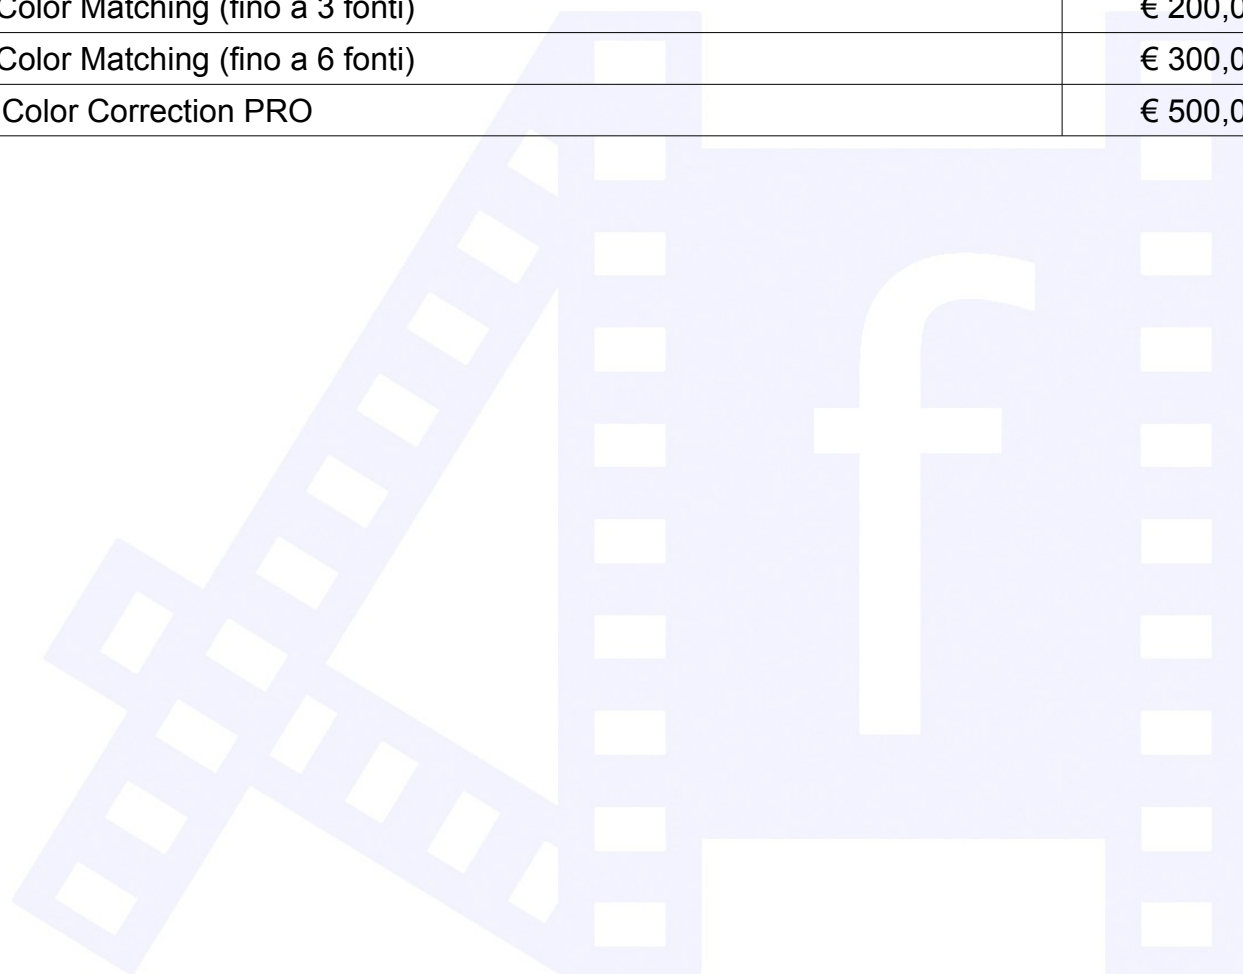 Color Matching (fino a 3 fonti) € 200,0
Color Matching (fino a 6 fonti) € 300,0
Color Correction PRO € 500,0
f